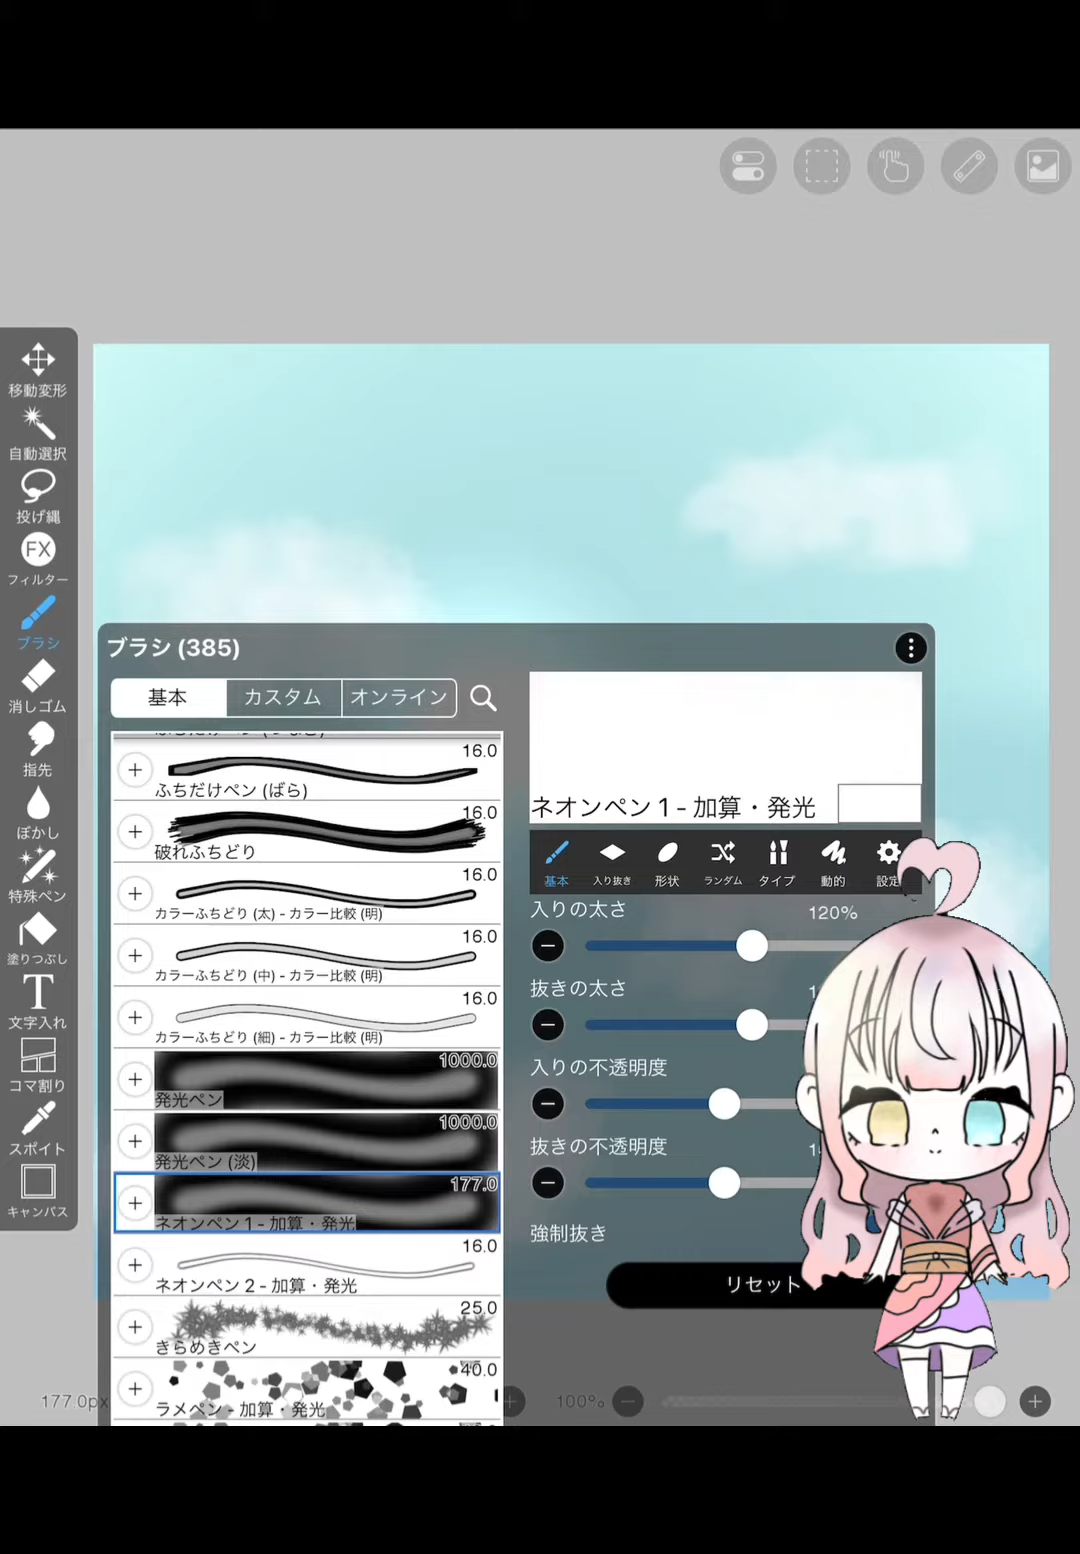 移動変形
自動選択
投げ縄
FX
フィルター
ブラシ
消しゴム
指先
ぼかし
特殊ペン
塗りつぶし
T
文字入れ
コマ割り
スポイト
キャンバス
ブラシ (385)
基本
カスタム
オンライン
16.0
ふちだけペン (ばら)
16.0
破れふちどり
16.0
カラーふちどり (太) - カラー比較 (明)
16.0
カラーふちどり (中) - カラー比較 (明)
16.0
カラーふちどり (細) - カラー比較 (明)
1000.0
発光ペン
1000.0
発光ペン (淡)
177.0
ネオンペン 1 - 加算・発光
16.0
ネオンペン 2 - 加算・発光
25.0
きらめきペン
40.0
ラメペン - 加算・発光
ネオンペン 1 - 加算・発光
基本
入り抜き
形状
ランダム
タイプ
動的
設定
入りの太さ
120%
抜きの太さ
入りの不透明度
抜きの不透明度
強制抜き
リセット
177.0px
100%